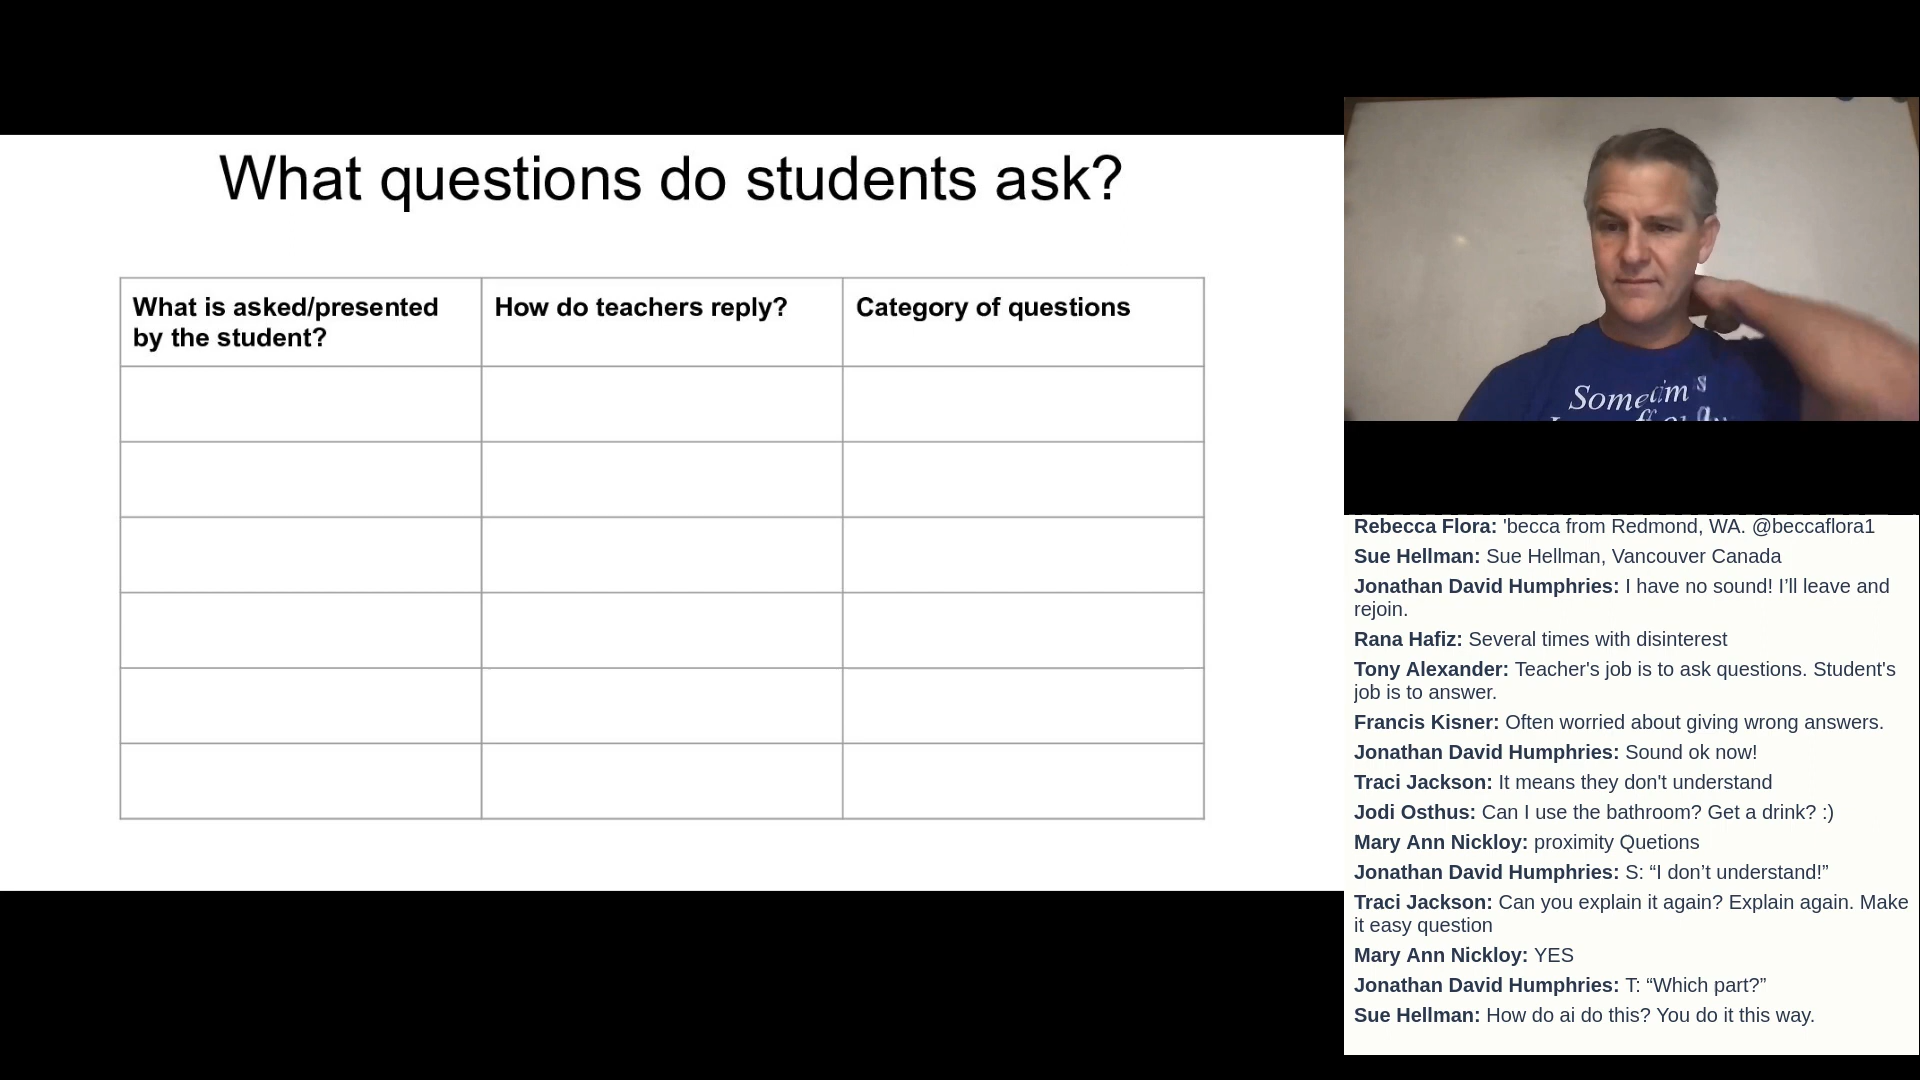 What questions do students ask?
What is asked/presented
by the student?
How do teachers reply?
Category of questions
Rebecca Flora: 'becca from Redmond, WA. @beccaflora1
Sue Hellman: Sue Hellman, Vancouver Canada
Jonathan David Humphries: I have no sound! I’ll leave and
rejoin.
Rana Hafiz: Several times with disinterest
Tony Alexander: Teacher's job is to ask questions. Student's
job is to answer.
Francis Kisner: Often worried about giving wrong answers.
Jonathan David Humphries: Sound ok now!
Traci Jackson: It means they don't understand
Jodi Osthus: Can I use the bathroom? Get a drink? :)
Mary Ann Nickloy: proximity Quetions
Jonathan David Humphries: S: “I don’t understand!”
Traci Jackson: Can you explain it again? Explain again. Make
it easy question
Mary Ann Nickloy: YES
Jonathan David Humphries: T: “Which part?”
Sue Hellman: How do ai do this? You do it this way.